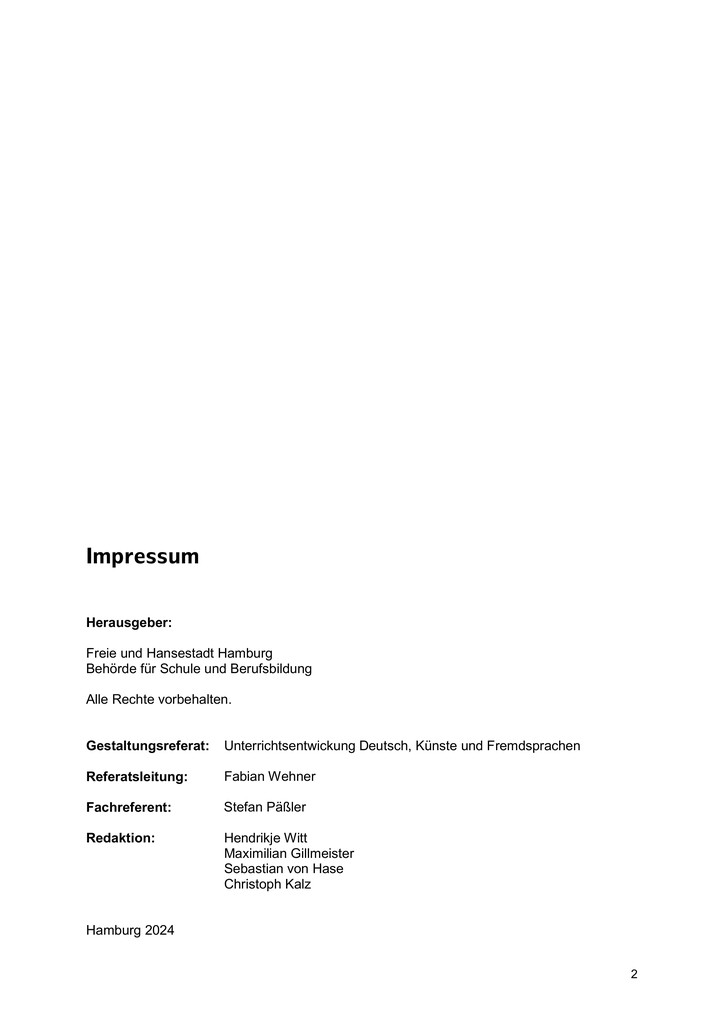 Impressum
Herausgeber:
Freie und Hansestadt Hamburg
Behörde für Schule und Berufsbildung
Alle Rechte vorbehalten.
Gestaltungsreferat: Unterrichtsentwickung Deutsch, Künste und Fremdsprachen
Referatsleitung: Fabian Wehner
Fachreferent: Stefan Päßler
Redaktion: Hendrikje Witt
Maximilian Gillmeister
Sebastian von Hase
Christoph Kalz
Hamburg 2024
2